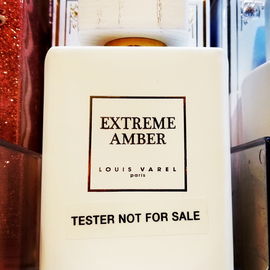 EXTREME
AMBER
LOUIS VAREL
paris
TESTER NOT FOR SALE